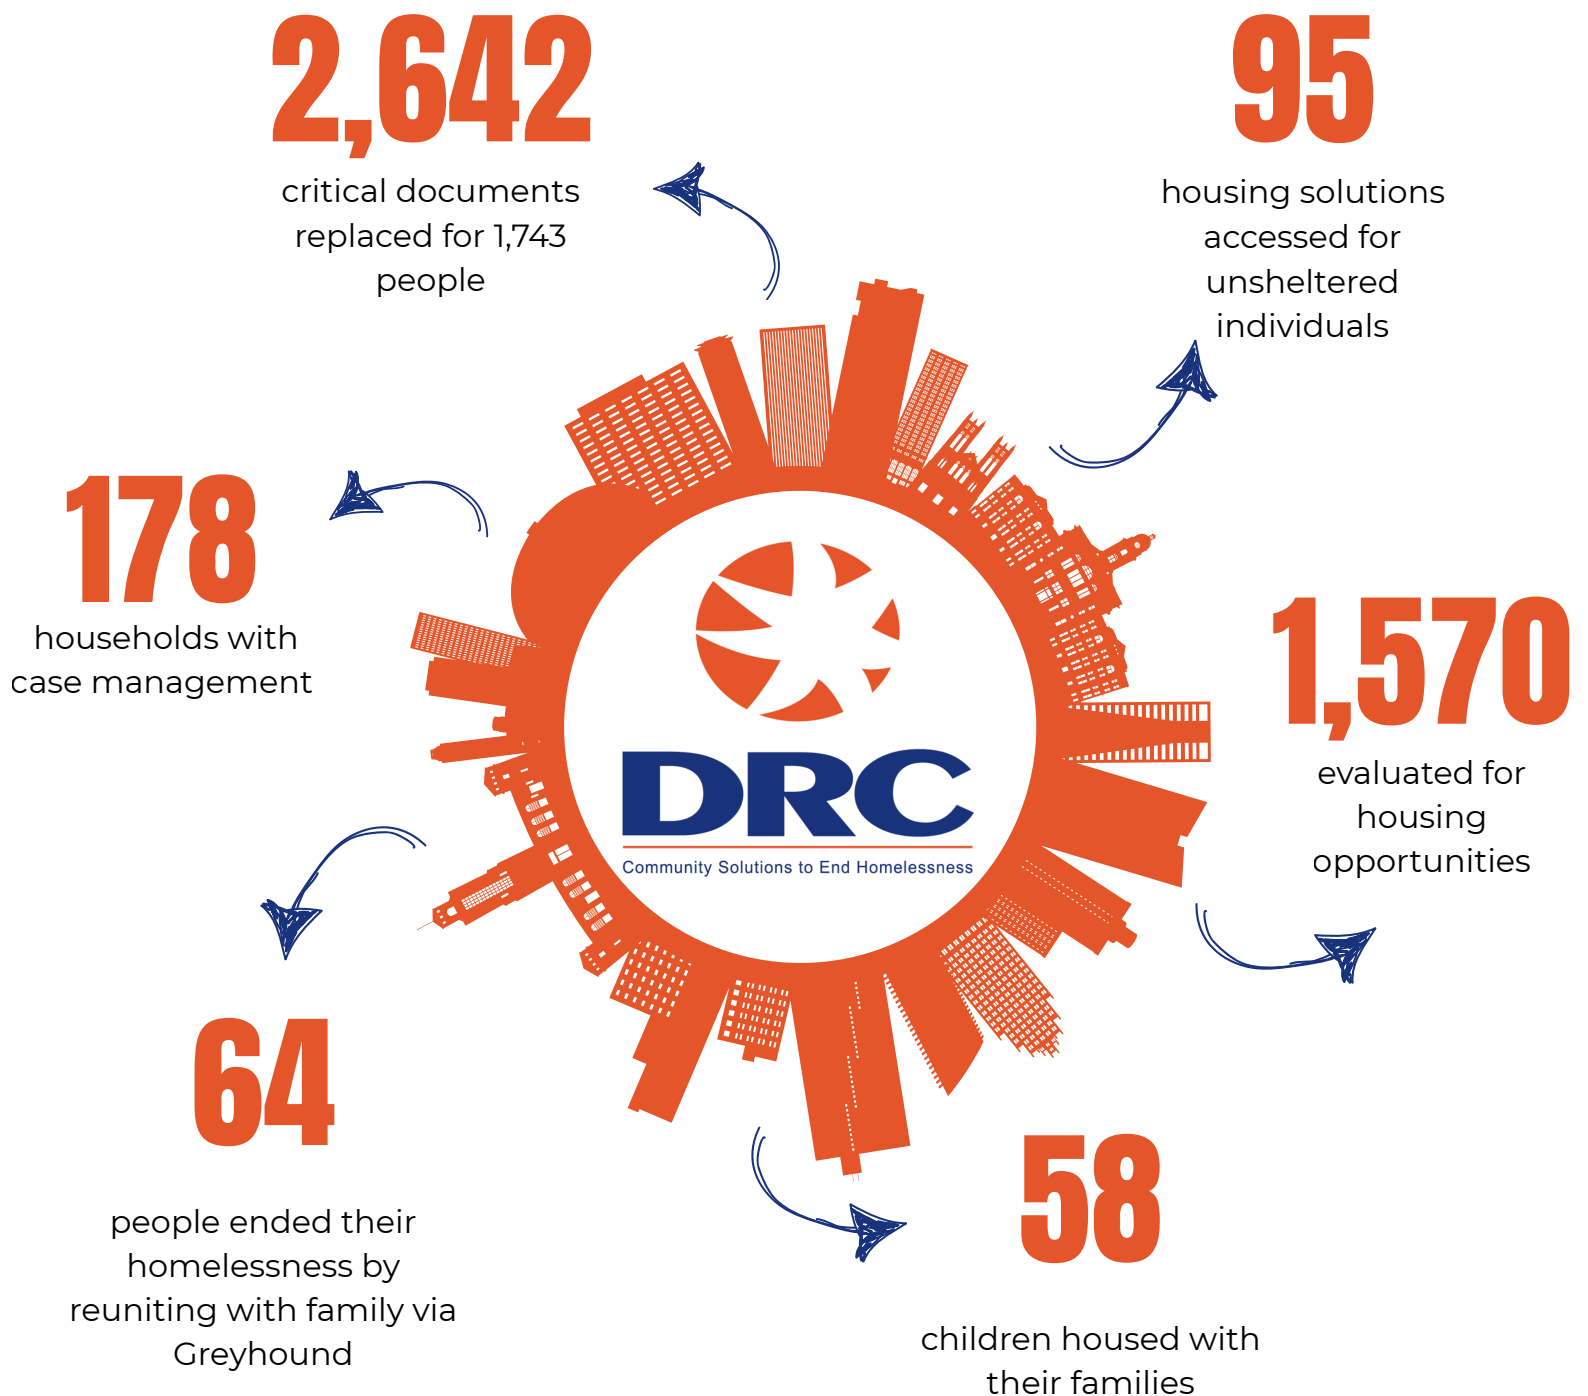 2,642
critical documents
replaced for 1,743
people
95
housing solutions
accessed for
unsheltered
individuals
178
households with
case management
1,570
evaluated for
housing
opportunities
DRC
Community Solutions to End Homelessness
64
people ended their
homelessness by
reuniting with family via
Greyhound
58
children housed with
their families